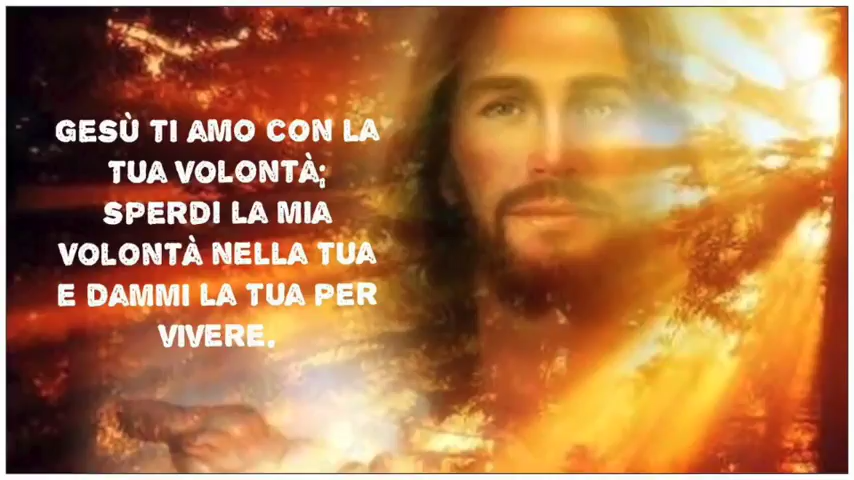 GESÙ TI AMO CON LA
TUA VOLONTÀ;
SPERDI LA MIA
VOLONTÀ NELLA TUA
E DAMMI LA TUA PER
VIVERE.